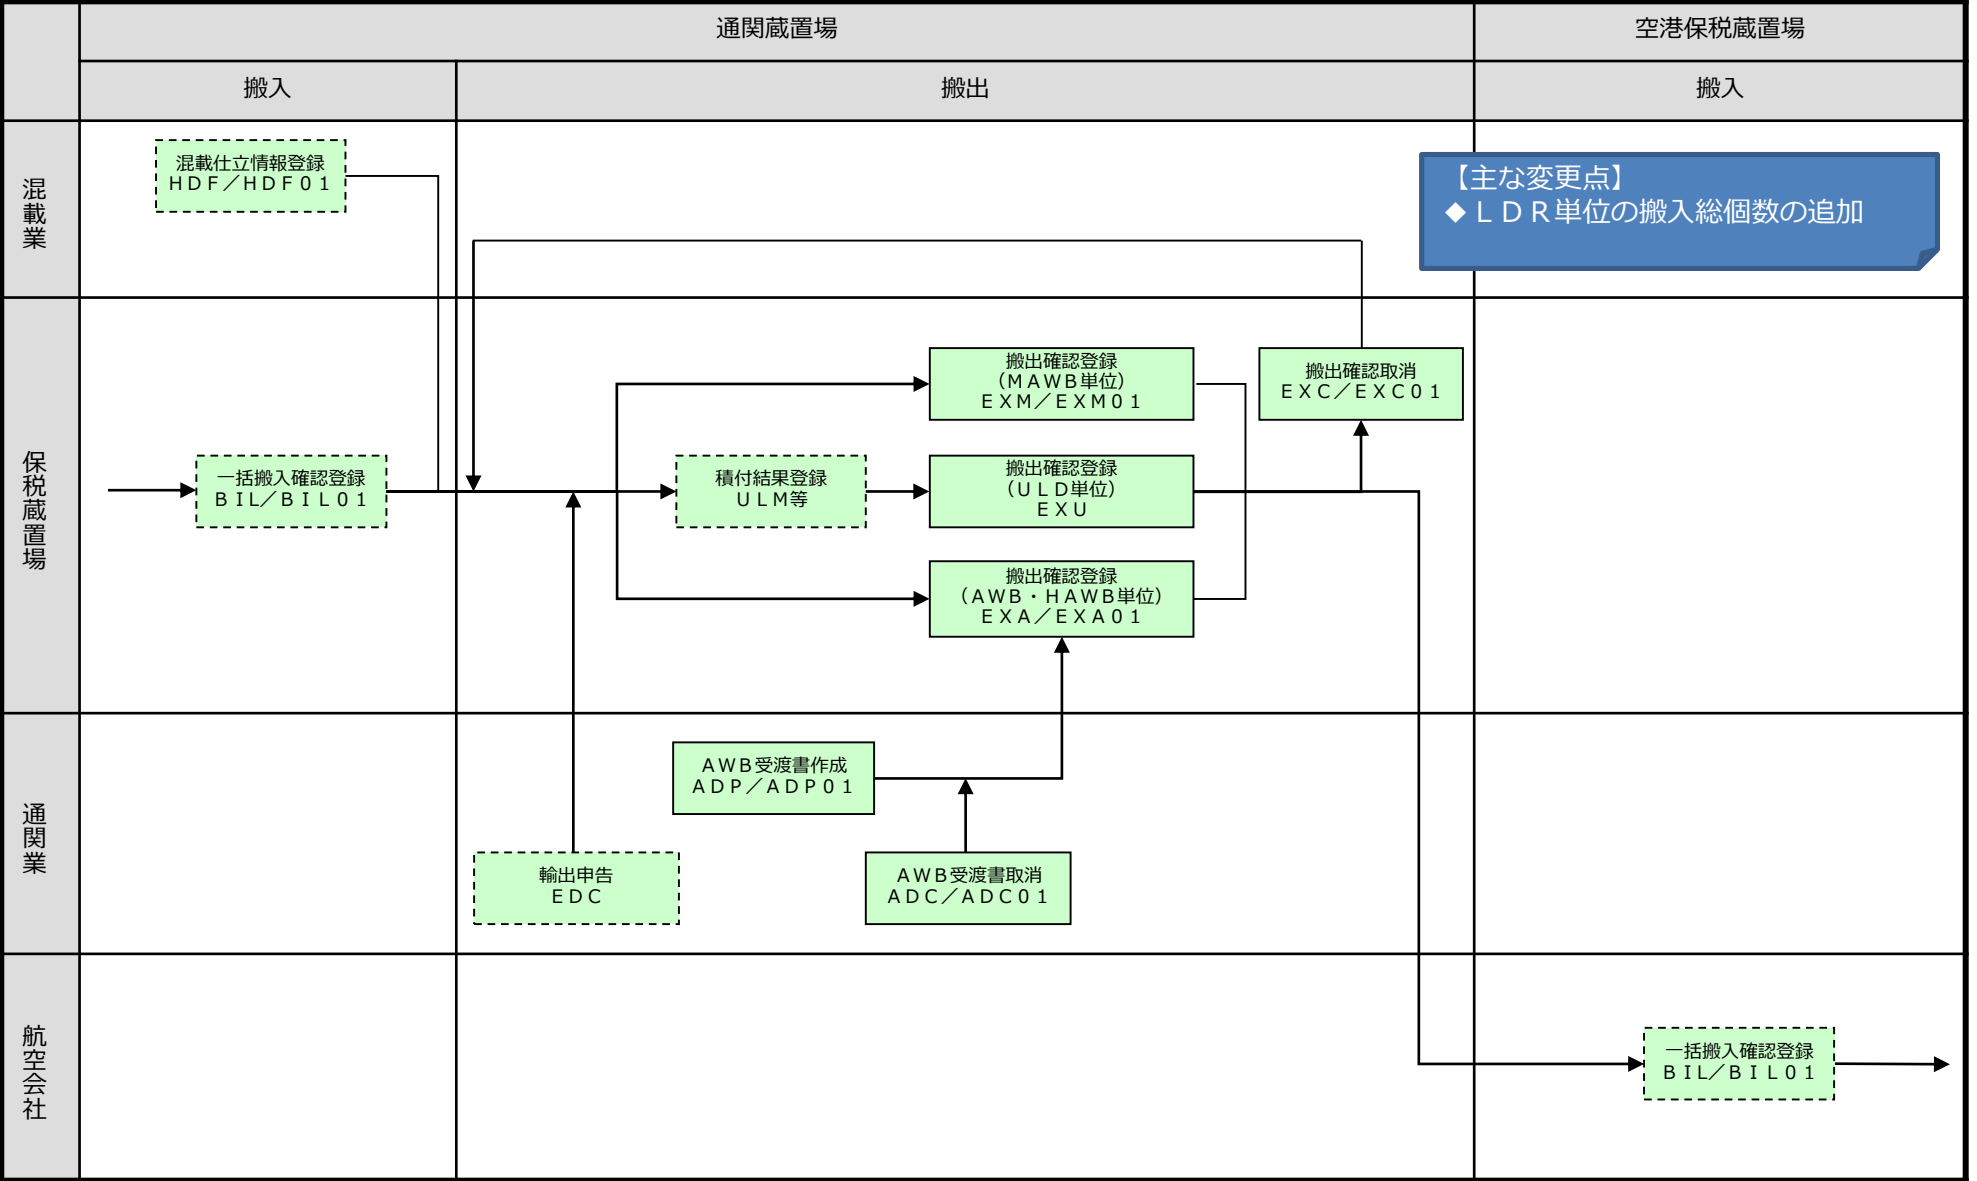 通関蔵置場
空港保税蔵置場
搬入
搬出
搬入
混載業
混載仕立情報登録
ＨＤＦ／ＨＤＦ０１
【主な変更点】
◆ＬＤＲ単位の搬入総個数の追加
保税蔵置場
一括搬入確認登録
ＢＩＬ／ＢＩＬ０１
積付結果登録
ＵＬＭ等
搬出確認登録
（ＭＡＷＢ単位）
ＥＸＭ／ＥＸＭ０１
搬出確認登録
（ＵＬＤ単位）
ＥＸＵ
搬出確認登録
（ＡＷＢ・ＨＡＷＢ単位）
ＥＸＡ／ＥＸＡ０１
搬出確認取消
ＥＸＣ／ＥＸＣ０１
通関業
ＡＷＢ受渡書作成
ＡＤＰ／ＡＤＰ０１
輸出申告
ＥＤＣ
ＡＷＢ受渡書取消
ＡＤＣ／ＡＤＣ０１
航空会社
一括搬入確認登録
ＢＩＬ／ＢＩＬ０１